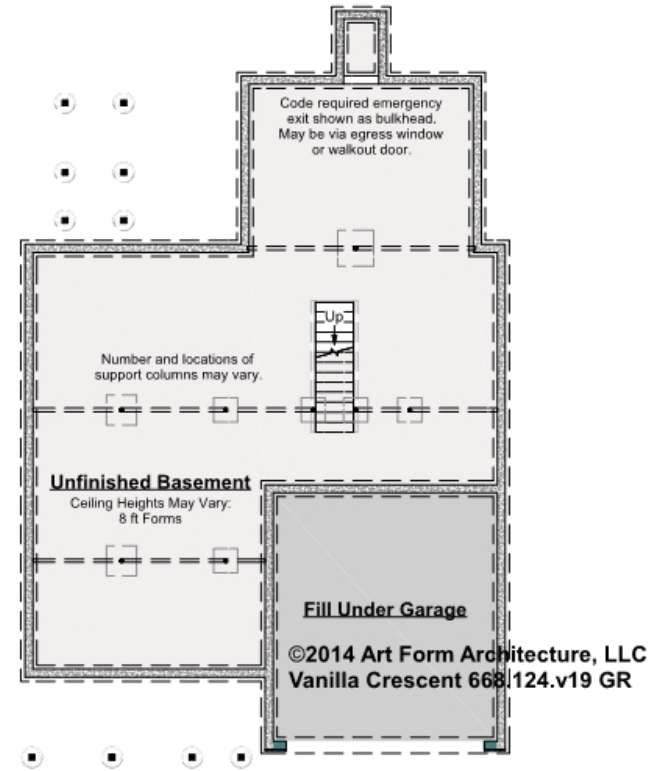 Code required emergency
exit shown as bulkhead.
May be via egress window
or walkout door.
Up
Number and locations of
support columns may vary.
Unfinished Basement
Ceiling Heights May Vary:
8 ft Forms
Fill Under Garage
©2014 Art Form Architecture, LLC
Vanilla Crescent 668.124.v19 GR